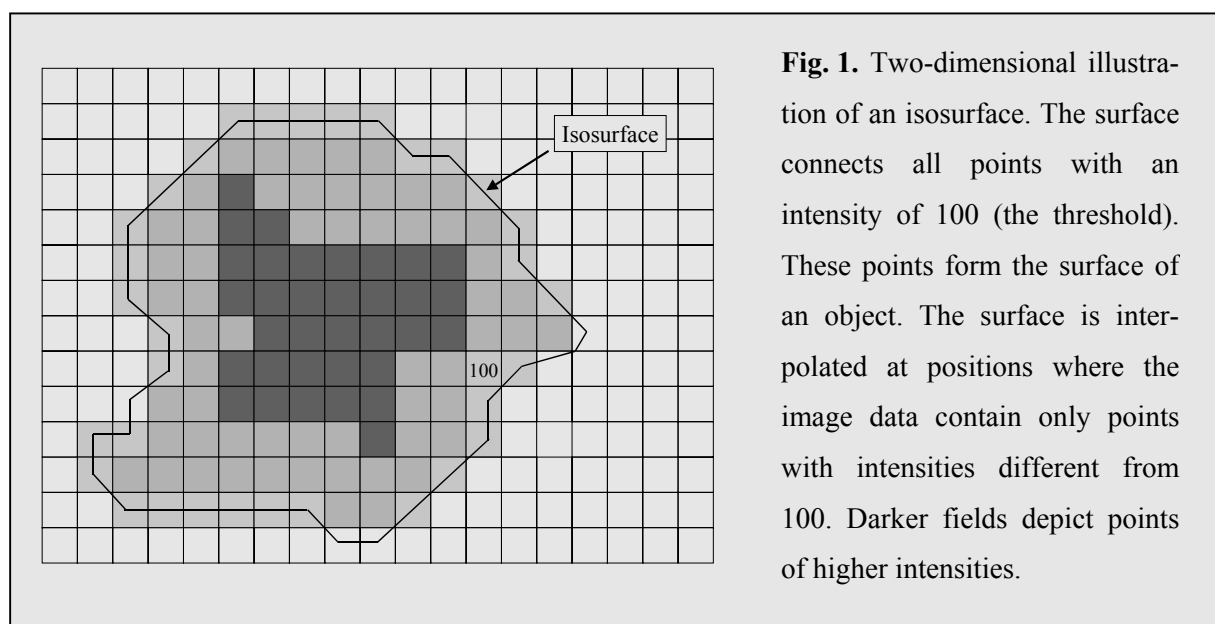 Isosurface
100
Fig. 1. Two-dimensional illustra-
tion of an isosurface. The surface
connects all points with an
intensity of 100 (the threshold).
These points form the surface of
an object. The surface is inter-
polated at positions where the
image data contain only points
with intensities different from
100. Darker fields depict points
of higher intensities.